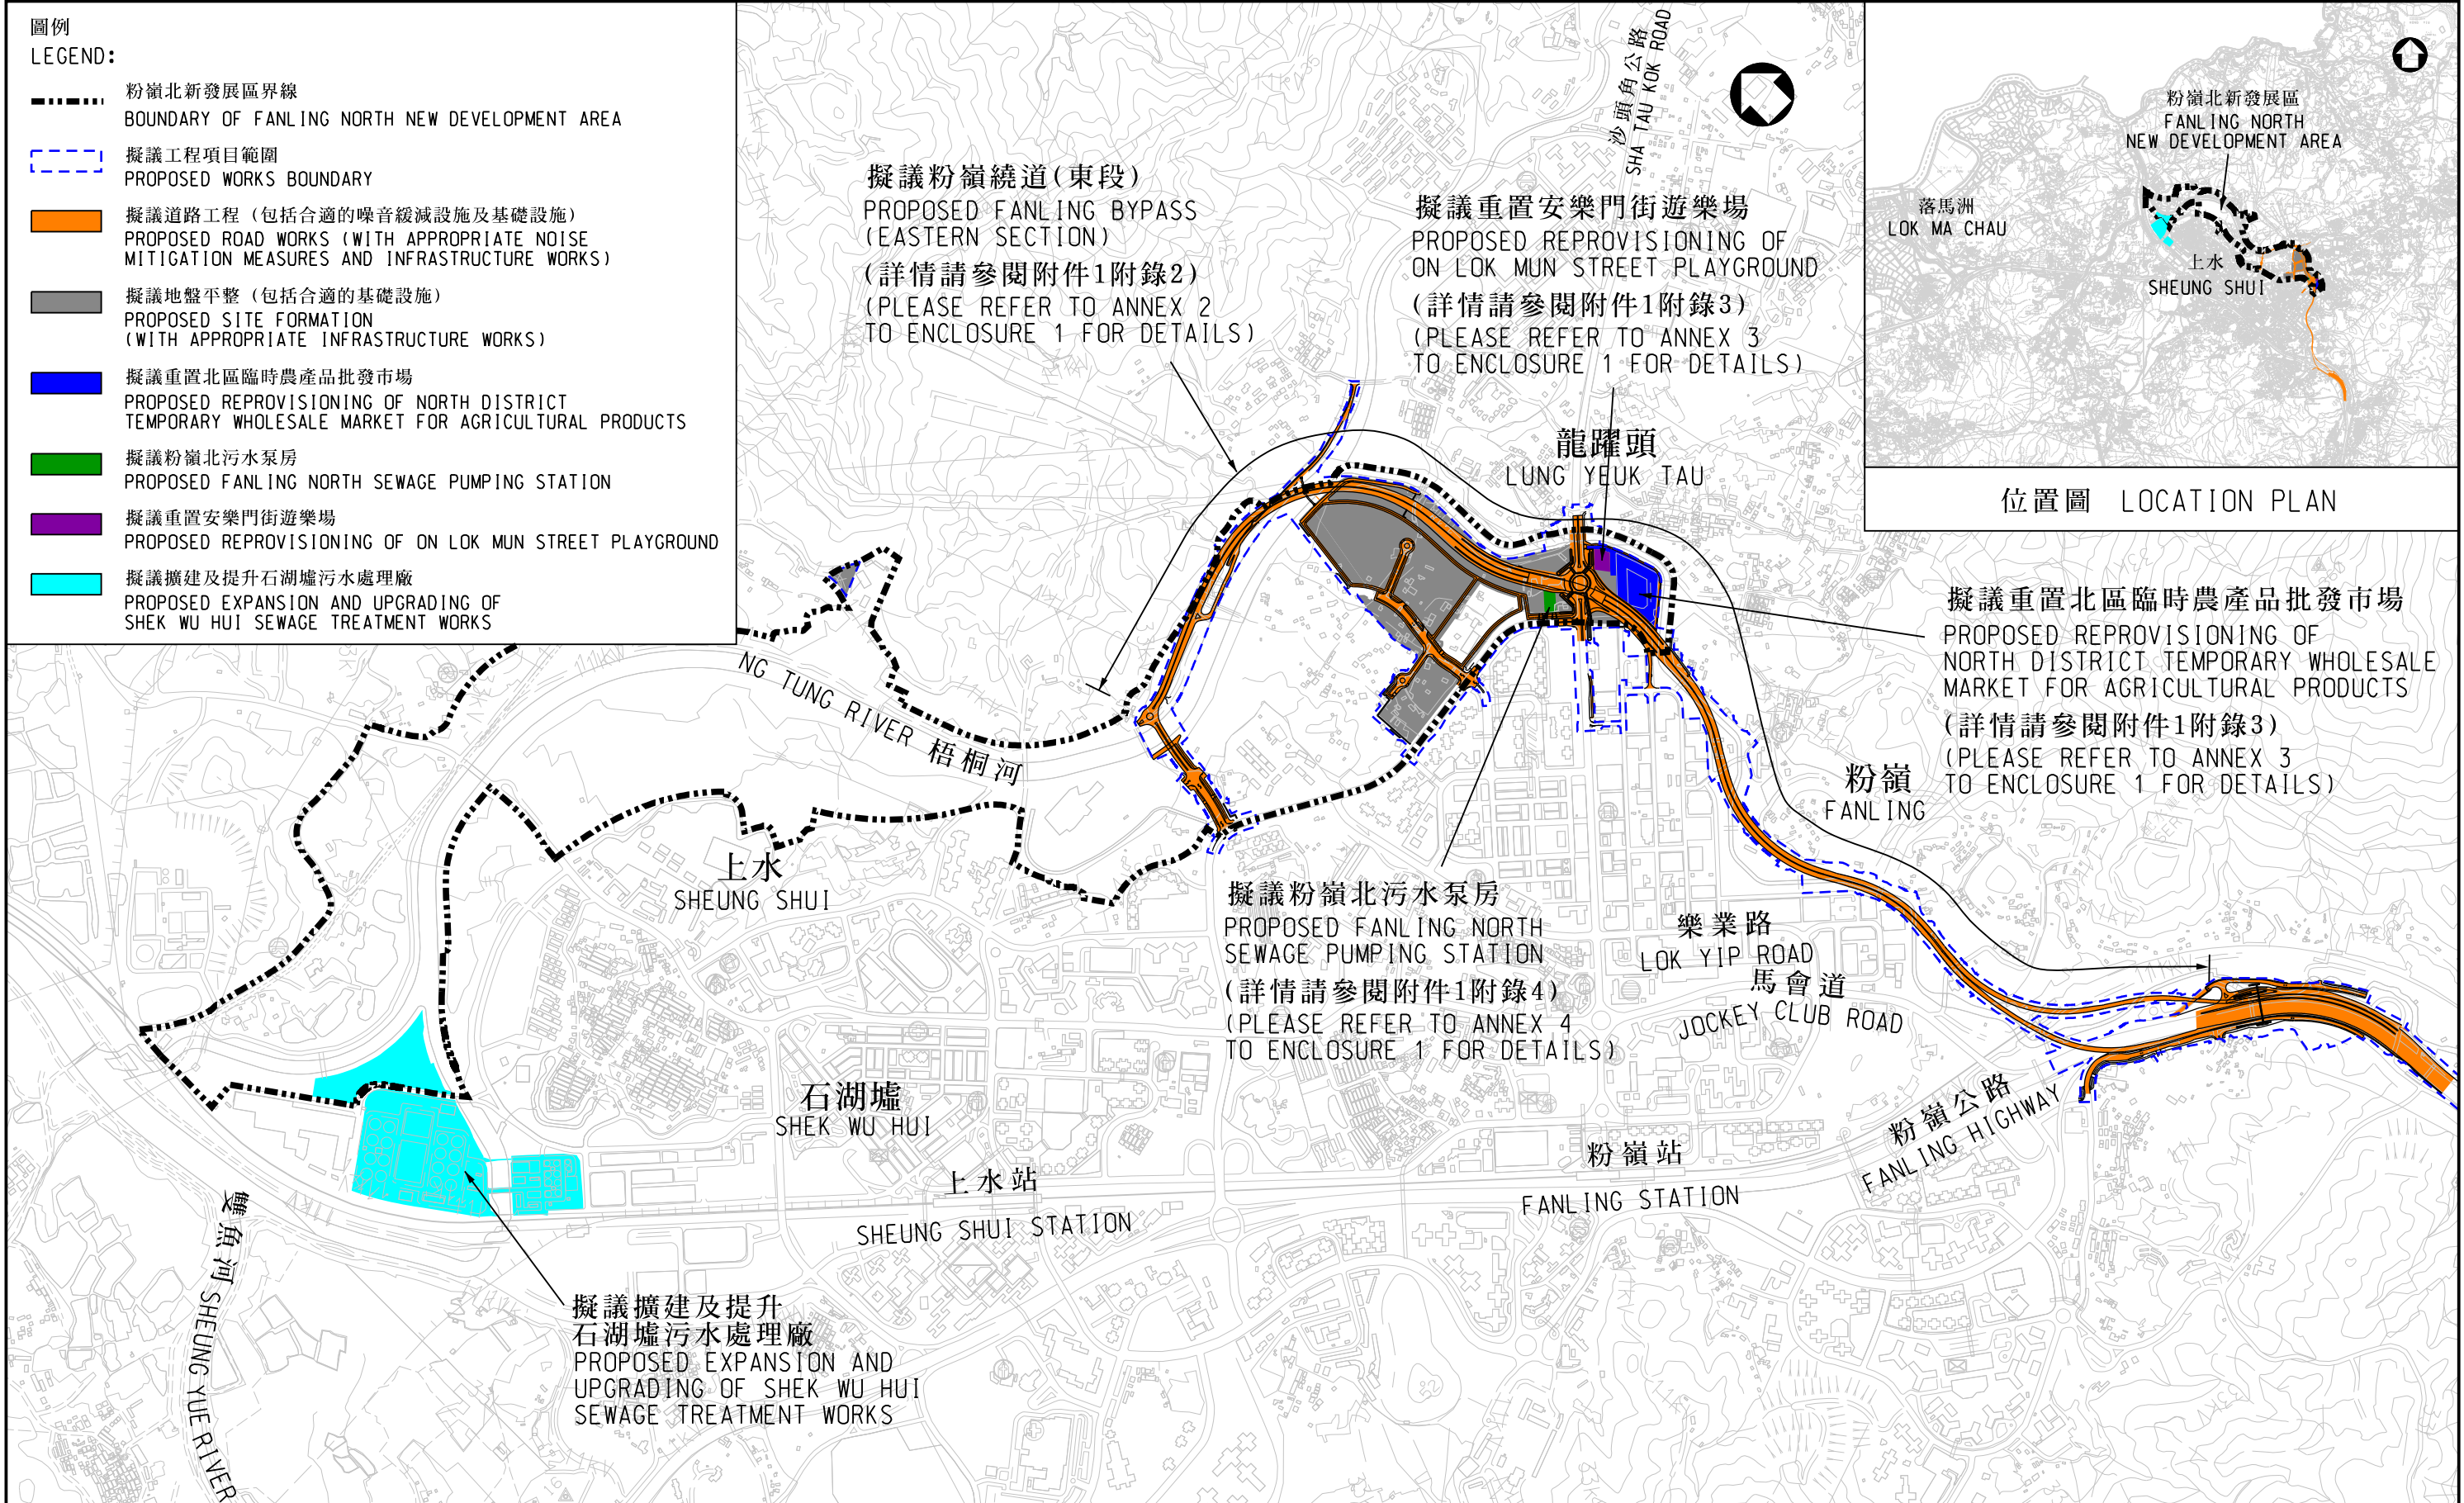 圖例
LEGEND:
粉嶺北新發展區界線
BOUNDARY OF FANLING NORTH NEW DEVELOPMENT AREA
擬議工程項目範圍
PROPOSED WORKS BOUNDARY
擬議道路工程 (包括合適的噪音緩減設施及基礎設施)
PROPOSED ROAD WORKS (WITH APPROPRIATE NOISE
MITIGATION MEASURES AND INFRASTRUCTURE WORKS)
擬議地盤平整 (包括合適的基礎設施)
PROPOSED SITE FORMATION
(WITH APPROPRIATE INFRASTRUCTURE WORKS)
擬議重置北區臨時農產品批發市場
PROPOSED REPROVISIONING OF NORTH DISTRICT
TEMPORARY WHOLESALE MARKET FOR AGRICULTURAL PRODUCTS
擬議粉嶺北污水泵房
PROPOSED FANLING NORTH SEWAGE PUMPING STATION
擬議重置安樂門街遊樂場
PROPOSED REPROVISIONING OF ON LOK MUN STREET PLAYGROUND
擬議擴建及提升石湖墟污水處理廠
PROPOSED EXPANSION AND UPGRADING OF
SHEK WU HUI SEWAGE TREATMENT WORKS
擬議粉嶺繞道(東段)
PROPOSED FANLING BYPASS
(EASTERN SECTION)
(詳情請參閱附件1附錄2)
(PLEASE REFER TO ANNEX 2
TO ENCLOSURE 1 FOR DETAILS)
沙頭角公路
SHA TAU KOK ROAD
擬議重置安樂門街遊樂場
PROPOSED REPROVISIONING OF
ON LOK MUN STREET PLAYGROUND
(詳情請參閱附件1附錄3)
(PLEASE REFER TO ANNEX 3
TO ENCLOSURE 1 FOR DETAILS)
龍躍頭
LUNG YEUK TAU
粉嶺北新發展區
FANLING NORTH
NEW DEVELOPMENT AREA
落馬洲
LOK MA CHAU
上水
SHEUNG SHUI
位置圖 LOCATION PLAN
擬議重置北區臨時農產品批發市場
PROPOSED REPROVISIONING OF
NORTH DISTRICT TEMPORARY WHOLESALE
MARKET FOR AGRICULTURAL PRODUCTS
(詳情請參閱附件1附錄3)
(PLEASE REFER TO ANNEX 3
TO ENCLOSURE 1 FOR DETAILS)
NG TUNG RIVER 梧桐河
粉嶺
FANLING
上水
SHEUNG SHUI
擬議粉嶺北污水泵房
PROPOSED FANLING NORTH
SEWAGE PUMPING STATION
(詳情請參閱附件1附錄4)
(PLEASE REFER TO ANNEX 4
TO ENCLOSURE 1 FOR DETAILS)
樂業路
LOK YIP ROAD
馬會道
JOCKEY CLUB ROAD
石湖墟
SHEK WU HUI
粉嶺公路
FANLING HIGHWAY
上水站
SHEUNG SHUI STATION
粉嶺站
FANLING STATION
雙魚河 SHEUNG YUE RIVER
擬議擴建及提升
石湖墟污水處理廠
PROPOSED EXPANSION AND
UPGRADING OF SHEK WU HUI
SEWAGE TREATMENT WORKS